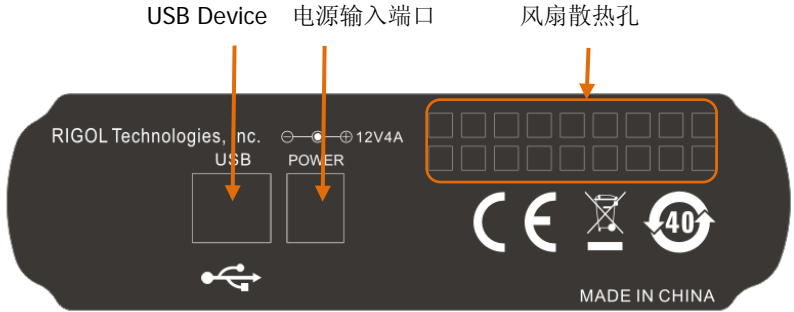 USB Device 电源输入端口 风扇散热孔
RIGOL Technologies, Inc. 12V4A
USB POWER
CE 40
MADE IN CHINA